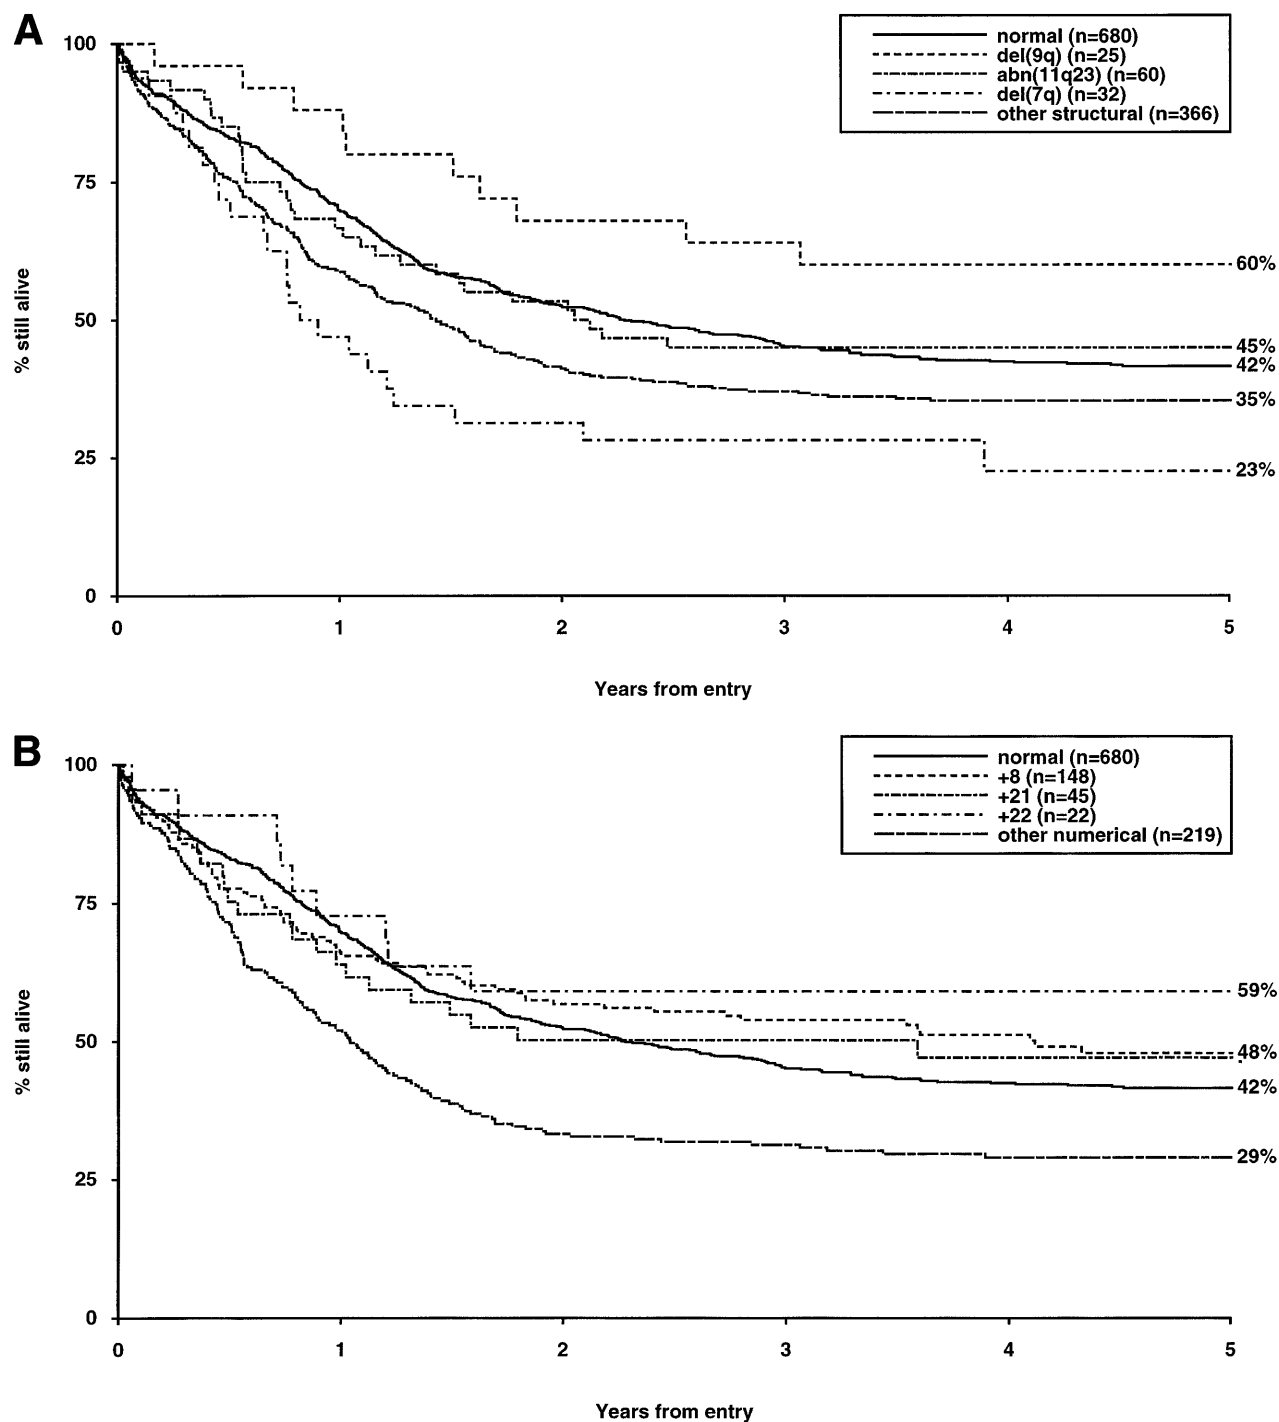 A
normal (n=680)
del(9q) (n=25)
abn(11q23) (n=60)
del(7q) (n=32)
other structural (n=366)
100
75
50
25
0
% still alive
60%
45%
42%
35%
23%
0 1 2 3 4 5
Years from entry
B
normal (n=680)
+8 (n=148)
+21 (n=45)
+22 (n=22)
other numerical (n=219)
100
75
50
25
0
% still alive
59%
48%
42%
29%
0 1 2 3 4 5
Years from entry